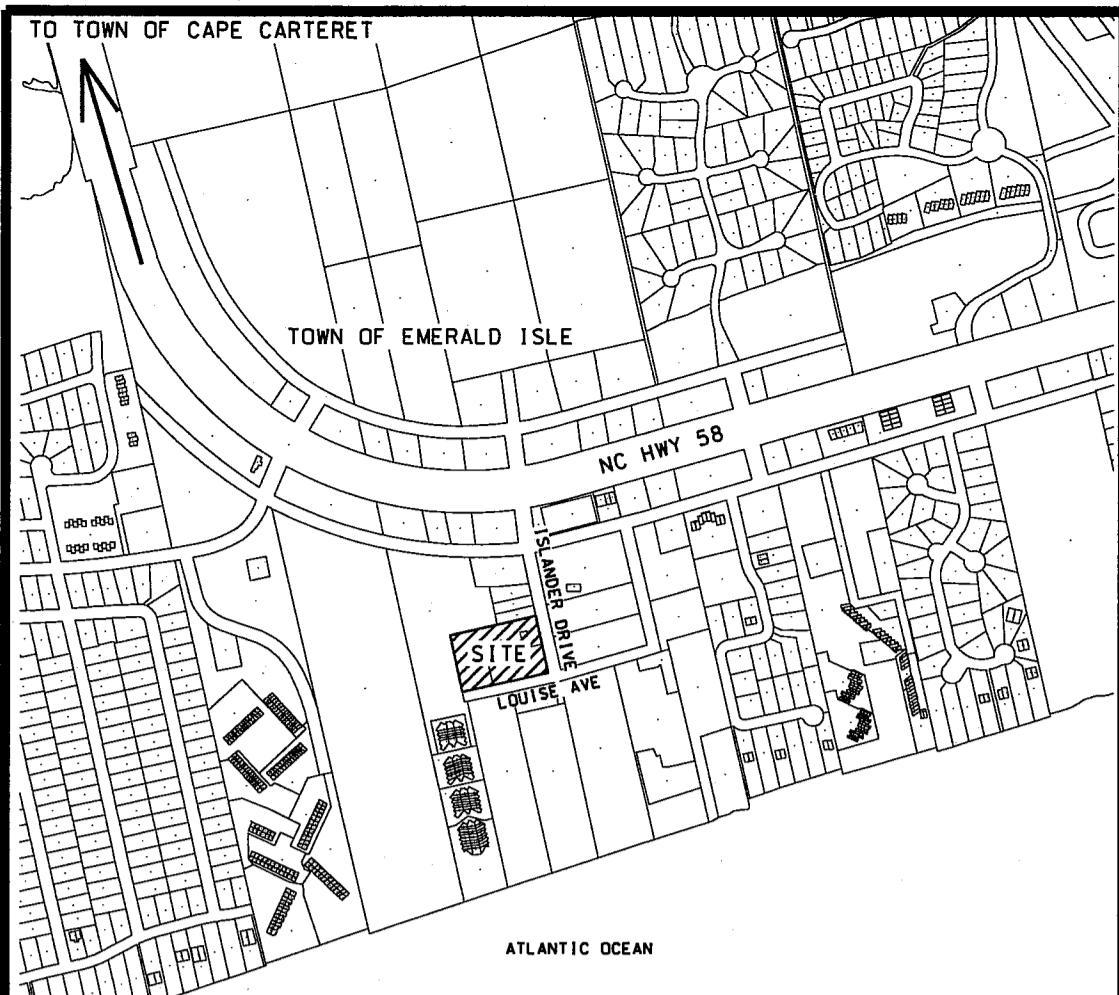 TO TOWN OF CAPE CARTERET
TOWN OF EMERALD ISLE
NC HWY 58
ISLANDER DRIVE
SITE
LOUISE AVE
ATLANTIC OCEAN